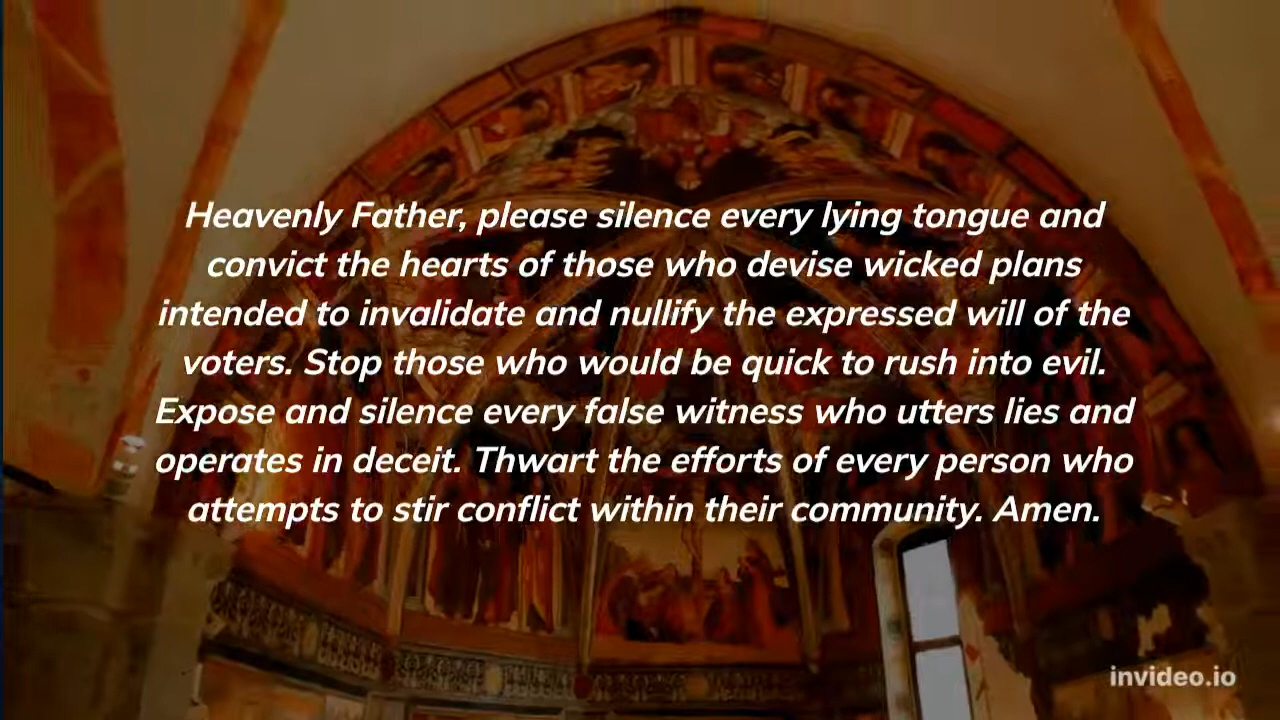 Heavenly Father, please silence every lying tongue and
convict the hearts of those who devise wicked plans
intended to invalidate and nullify the expressed will of the
voters. Stop those who would be quick to rush into evil.
Expose and silence every false witness who utters lies and
operates in deceit. Thwart the efforts of every person who
attempts to stir conflict within their community. Amen.
invideo.io